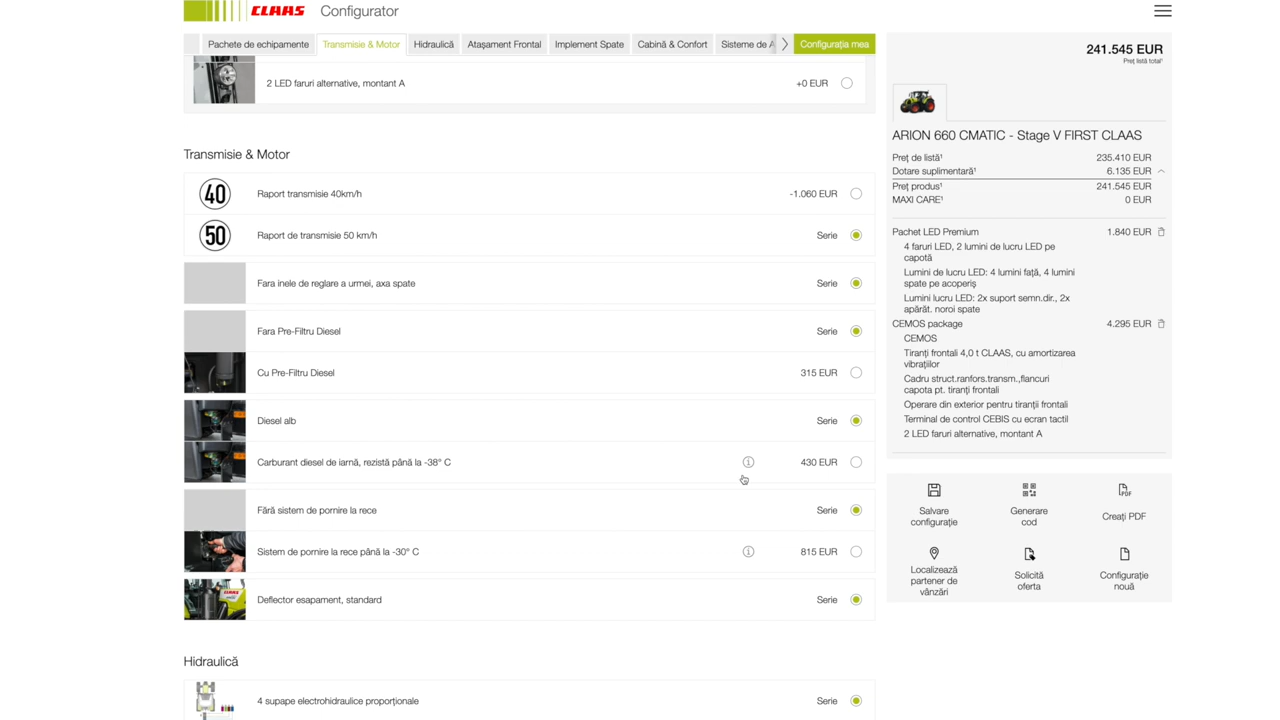 CLAAS Configurator
Pachete de echipamente Transmisie & Motor Hidraulică Atașament Frontal Implement Spate Cabină & Confort Sisteme de A Configurația mea
2 LED faruri alternative, montant A +0 EUR
Transmisie & Motor
40 Raport transmisie 40km/h -1.060 EUR
50 Raport de transmisie 50 km/h Serie
Fara inele de reglare a urmei, axa spate Serie
Fara Pre-Filtru Diesel Serie
Cu Pre-Filtru Diesel 315 EUR
Diesel alb Serie
Carburant diesel de iarnă, rezistă până la -38° C 430 EUR
Fără sistem de pornire la rece Serie
Sistem de pornire la rece până la -30° C 815 EUR
Deflector esapament, standard Serie
Hidraulică
4 supape electrohidraulice proporționale Serie
241.545 EUR
Preț listă total¹
ARION 660 CMATIC - Stage V FIRST CLAAS
Preț de listă¹ 235.410 EUR
Dotare suplimentară¹ 6.135 EUR
Preț produs¹ 241.545 EUR
MAXI CARE¹ 0 EUR
Pachet LED Premium 1.840 EUR
4 faruri LED, 2 lumini de lucru LED pe
capotă
Lumini de lucru LED: 4 lumini față, 4 lumini
spate pe acoperiș
Lumini lucru LED: 2x suport semn.dir., 2x
apărăt. noroi spate
CEMOS package 4.295 EUR
CEMOS
Tiranți frontali 4,0 t CLAAS, cu amortizarea
vibrațiilor
Cadru struct.ranfors.transm.,flancuri
capota pt. tiranți frontali
Operare din exterior pentru tiranții frontali
Terminal de control CEBIS cu ecran tactil
2 LED faruri alternative, montant A
Salvare
configurație
Generare
cod
PDF
Creați PDF
Localizează
partener de
vânzări
Solicită
oferta
Configurație
nouă